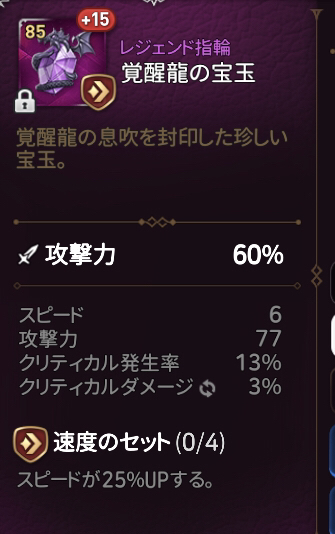 85
+15
レジェンド指輪
覚醒龍の宝玉
覚醒龍の息吹を封印した珍しい
宝玉。
攻撃力 60%
スピード 6
攻撃力 77
クリティカル発生率 13%
クリティカルダメージ 3%
速度のセット(0/4)
スピードが25%UPする。